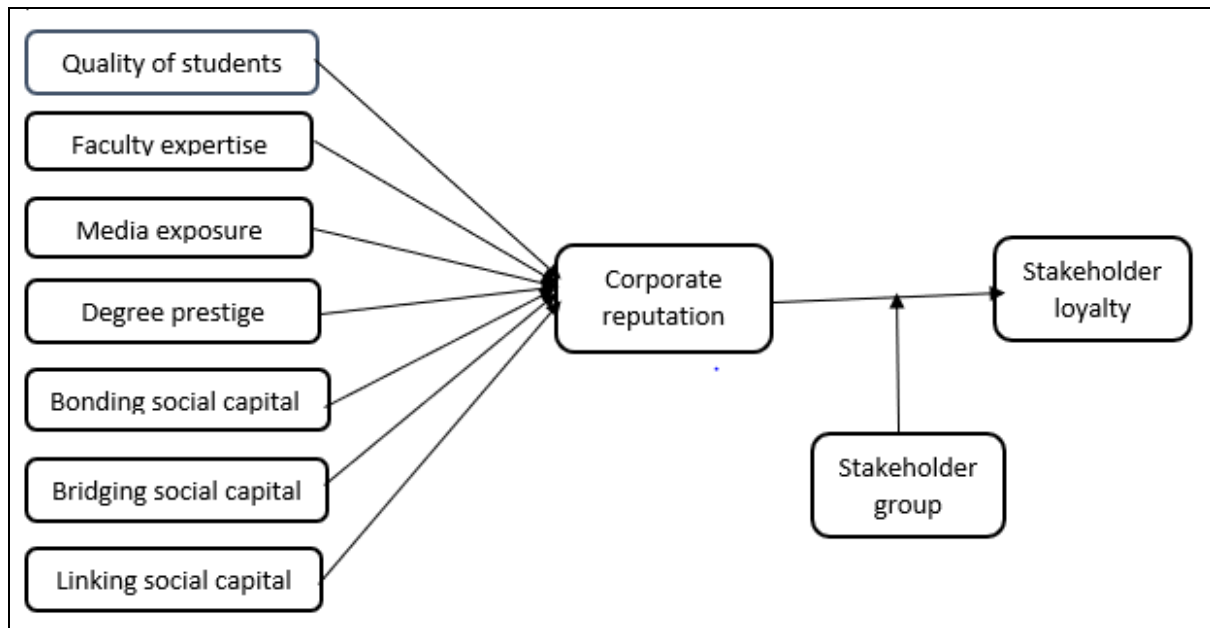 Quality of students
Faculty expertise
Media exposure
Degree prestige
Bonding social capital
Bridging social capital
Linking social capital
Corporate
reputation
Stakeholder
loyalty
Stakeholder
group